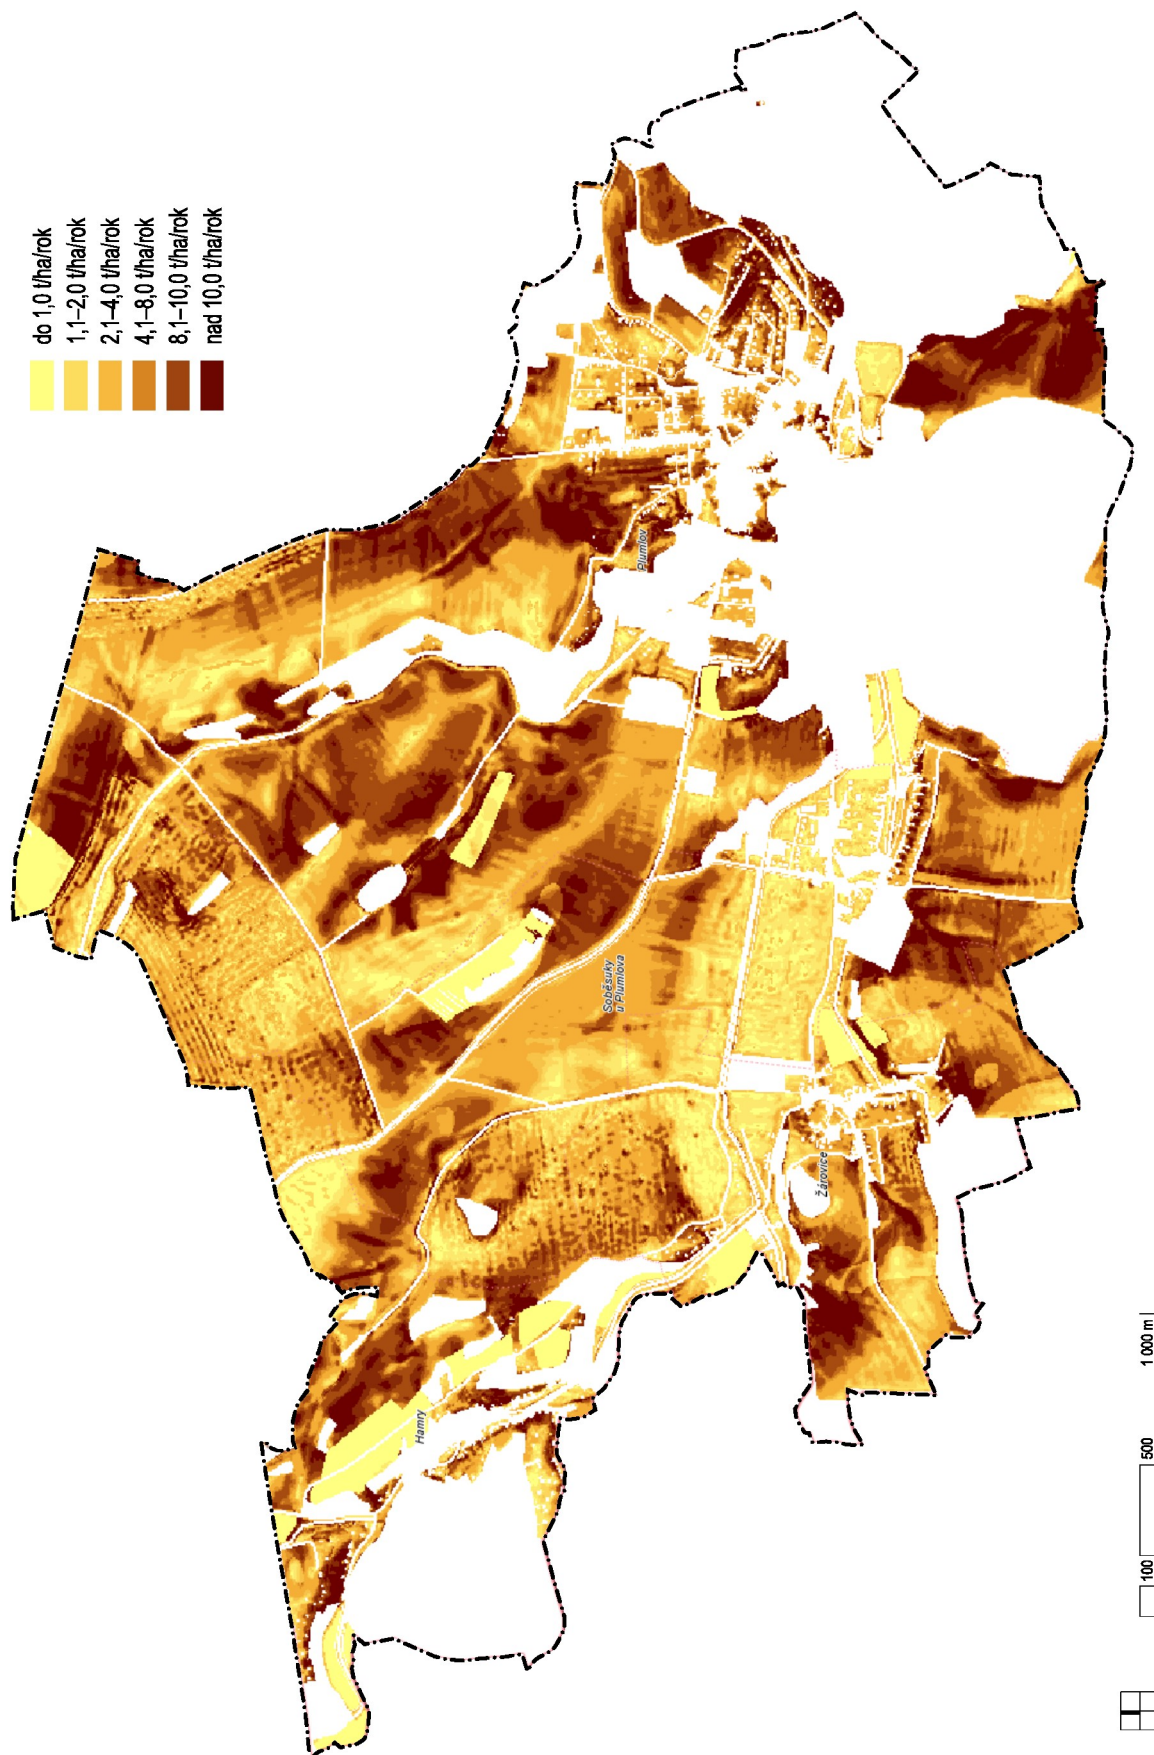 do 1,0 t/ha/rok
1,1–2,0 t/ha/rok
2,1–4,0 t/ha/rok
4,1–8,0 t/ha/rok
8,1–10,0 t/ha/rok
nad 10,0 t/ha/rok
Plumlov
Soběsuky
u Plumlova
Žárovice
Hamry
100
500
1 000 m